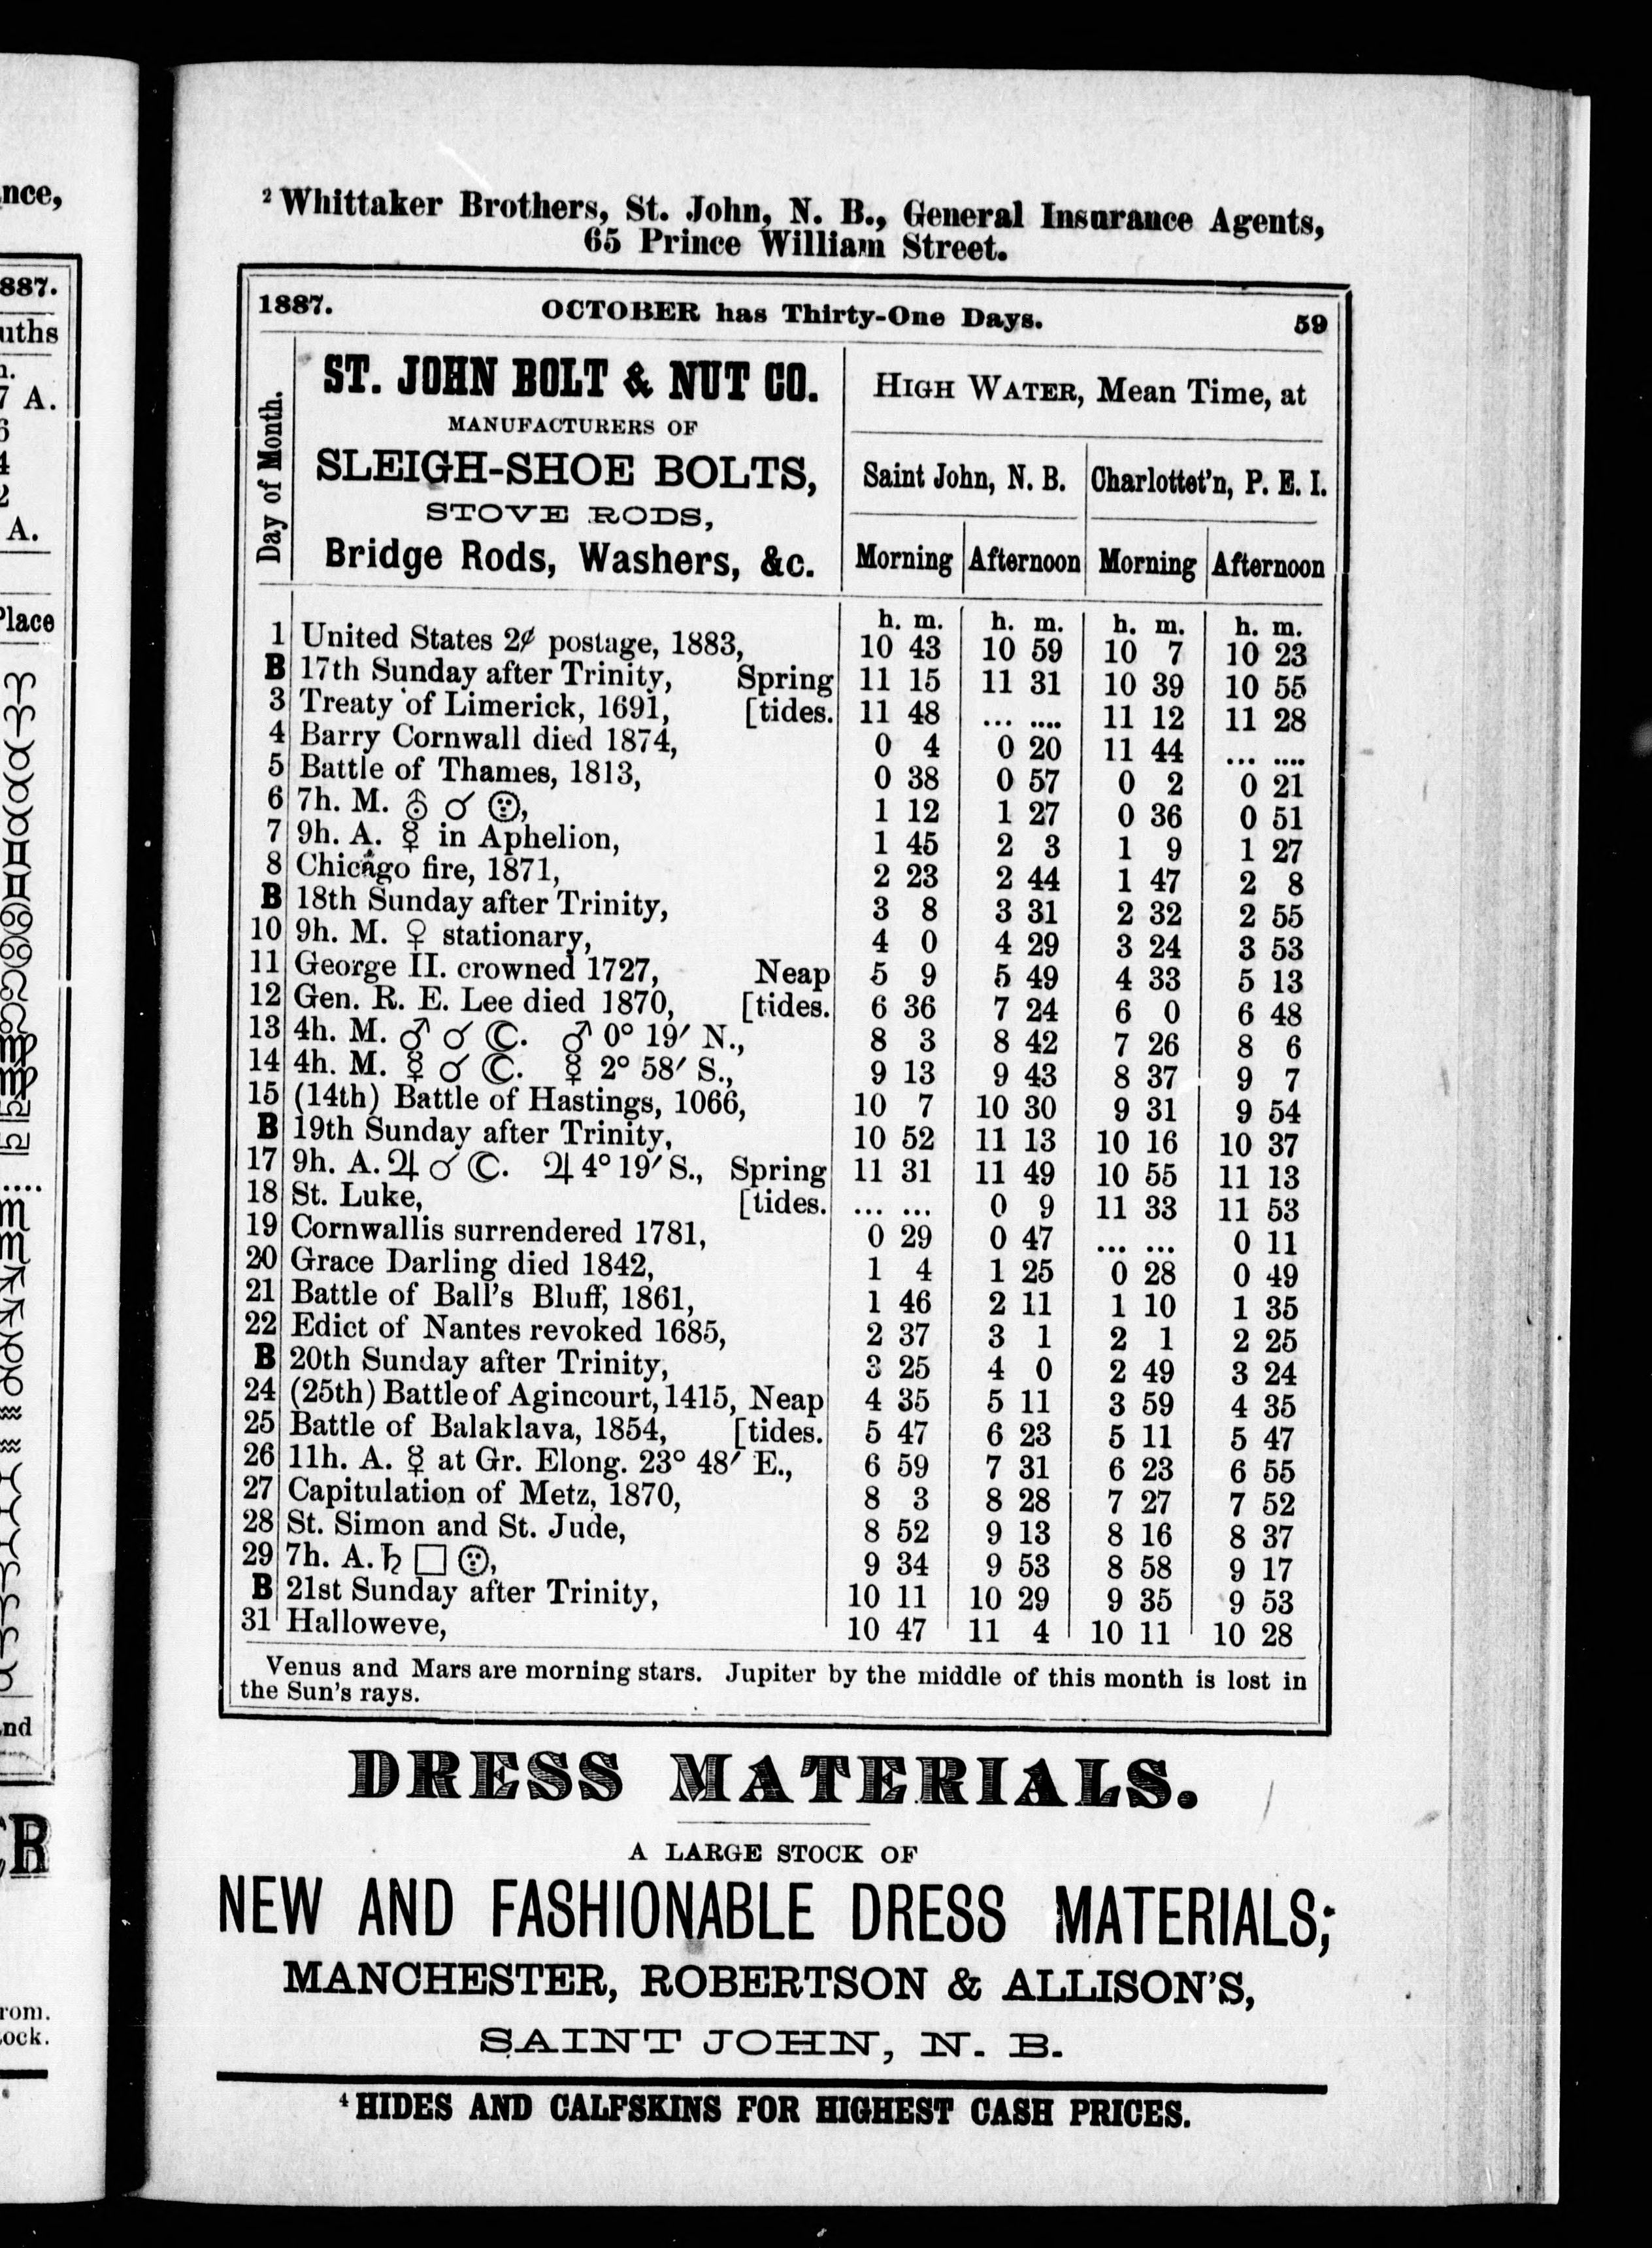 nce,
887.
uths
7 A.
6
4
2
A.
Place
nd
ER
rom.
ock.
2 Whittaker Brothers, St. John, N. B., General Insurance Agents,
65 Prince William Street.
1887. OCTOBER has Thirty-One Days. 59
Day of Month.
ST. JOHN BOLT & NUT CO.
MANUFACTURERS OF
SLEIGH-SHOE BOLTS,
STOVE RODS,
Bridge Rods, Washers, &c.
HIGH WATER, Mean Time, at
Saint John, N. B. Charlottet'n, P. E. I.
Morning Afternoon Morning Afternoon
h. m. h. m. h. m. h. m.
1 United States 2¢ postage, 1883, 10 43 10 59 10 7 10 23
B 17th Sunday after Trinity, Spring 11 15 11 31 10 39 10 55
3 Treaty of Limerick, 1691, [tides. 11 48 ... .... 11 12 11 28
4 Barry Cornwall died 1874, 0 4 0 20 11 44 ... ....
5 Battle of Thames, 1813, 0 38 0 57 0 2 0 21
6 7h. M. ⛢ ☌ ☉, 1 12 1 27 0 36 0 51
7 9h. A. ☿ in Aphelion, 1 45 2 3 1 9 1 27
8 Chicago fire, 1871, 2 23 2 44 1 47 2 8
B 18th Sunday after Trinity, 3 8 3 31 2 32 2 55
10 9h. M. ♀ stationary, 4 0 4 29 3 24 3 53
11 George II. crowned 1727, Neap 5 9 5 49 4 33 5 13
12 Gen. R. E. Lee died 1870, [tides. 6 36 7 24 6 0 6 48
13 4h. M. ♂ ☌ ☾. ♂ 0° 19′ N., 8 3 8 42 7 26 8 6
14 4h. M. ☿ ☌ ☾. ☿ 2° 58′ S., 9 13 9 43 8 37 9 7
15 (14th) Battle of Hastings, 1066, 10 7 10 30 9 31 9 54
B 19th Sunday after Trinity, 10 52 11 13 10 16 10 37
17 9h. A. ♃ ☌ ☾. ♃ 4° 19′ S., Spring 11 31 11 49 10 55 11 13
18 St. Luke, [tides. ... ... 0 9 11 33 11 53
19 Cornwallis surrendered 1781, 0 29 0 47 ... ... 0 11
20 Grace Darling died 1842, 1 4 1 25 0 28 0 49
21 Battle of Ball's Bluff, 1861, 1 46 2 11 1 10 1 35
22 Edict of Nantes revoked 1685, 2 37 3 1 2 1 2 25
B 20th Sunday after Trinity, 3 25 4 0 2 49 3 24
24 (25th) Battle of Agincourt, 1415, Neap 4 35 5 11 3 59 4 35
25 Battle of Balaklava, 1854, [tides. 5 47 6 23 5 11 5 47
26 11h. A. ☿ at Gr. Elong. 23° 48′ E., 6 59 7 31 6 23 6 55
27 Capitulation of Metz, 1870, 8 3 8 28 7 27 7 52
28 St. Simon and St. Jude, 8 52 9 13 8 16 8 37
29 7h. A. ♄ □ ☉, 9 34 9 53 8 58 9 17
B 21st Sunday after Trinity, 10 11 10 29 9 35 9 53
31 Halloweve, 10 47 11 4 10 11 10 28
Venus and Mars are morning stars. Jupiter by the middle of this month is lost in
the Sun's rays.
DRESS MATERIALS.
A LARGE STOCK OF
NEW AND FASHIONABLE DRESS MATERIALS;
MANCHESTER, ROBERTSON & ALLISON'S,
SAINT JOHN, N. B.
4 HIDES AND CALFSKINS FOR HIGHEST CASH PRICES.